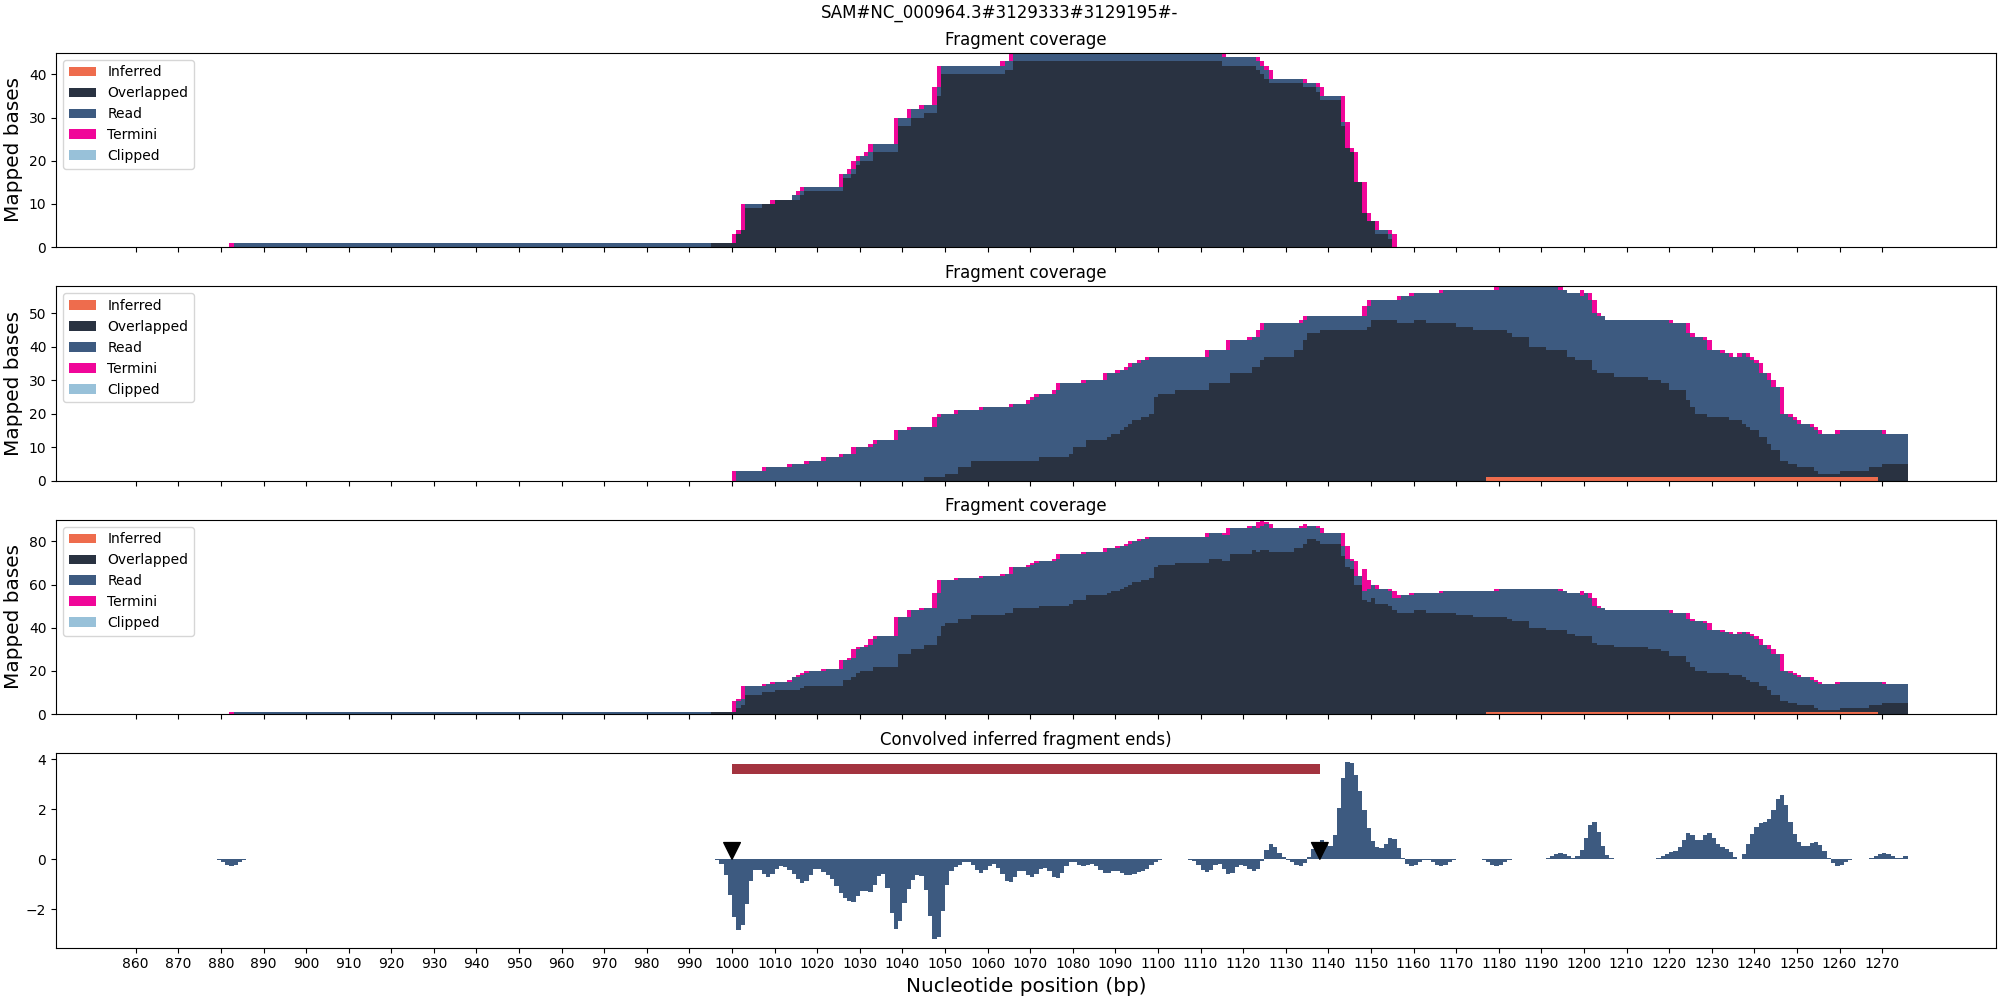 SAM#NC_000964.3#3129333#3129195#-
Fragment coverage
Mapped bases
40
30
20
10
0
Inferred
Overlapped
Read
Termini
Clipped
Fragment coverage
Mapped bases
50
40
30
20
10
0
Inferred
Overlapped
Read
Termini
Clipped
Fragment coverage
Mapped bases
80
60
40
20
0
Inferred
Overlapped
Read
Termini
Clipped
Convolved inferred fragment ends)
4
2
0
−2
860 870 880 890 900 910 920 930 940 950 960 970 980 990 1000 1010 1020 1030 1040 1050 1060 1070 1080 1090 1100 1110 1120 1130 1140 1150 1160 1170 1180 1190 1200 1210 1220 1230 1240 1250 1260 1270
Nucleotide position (bp)